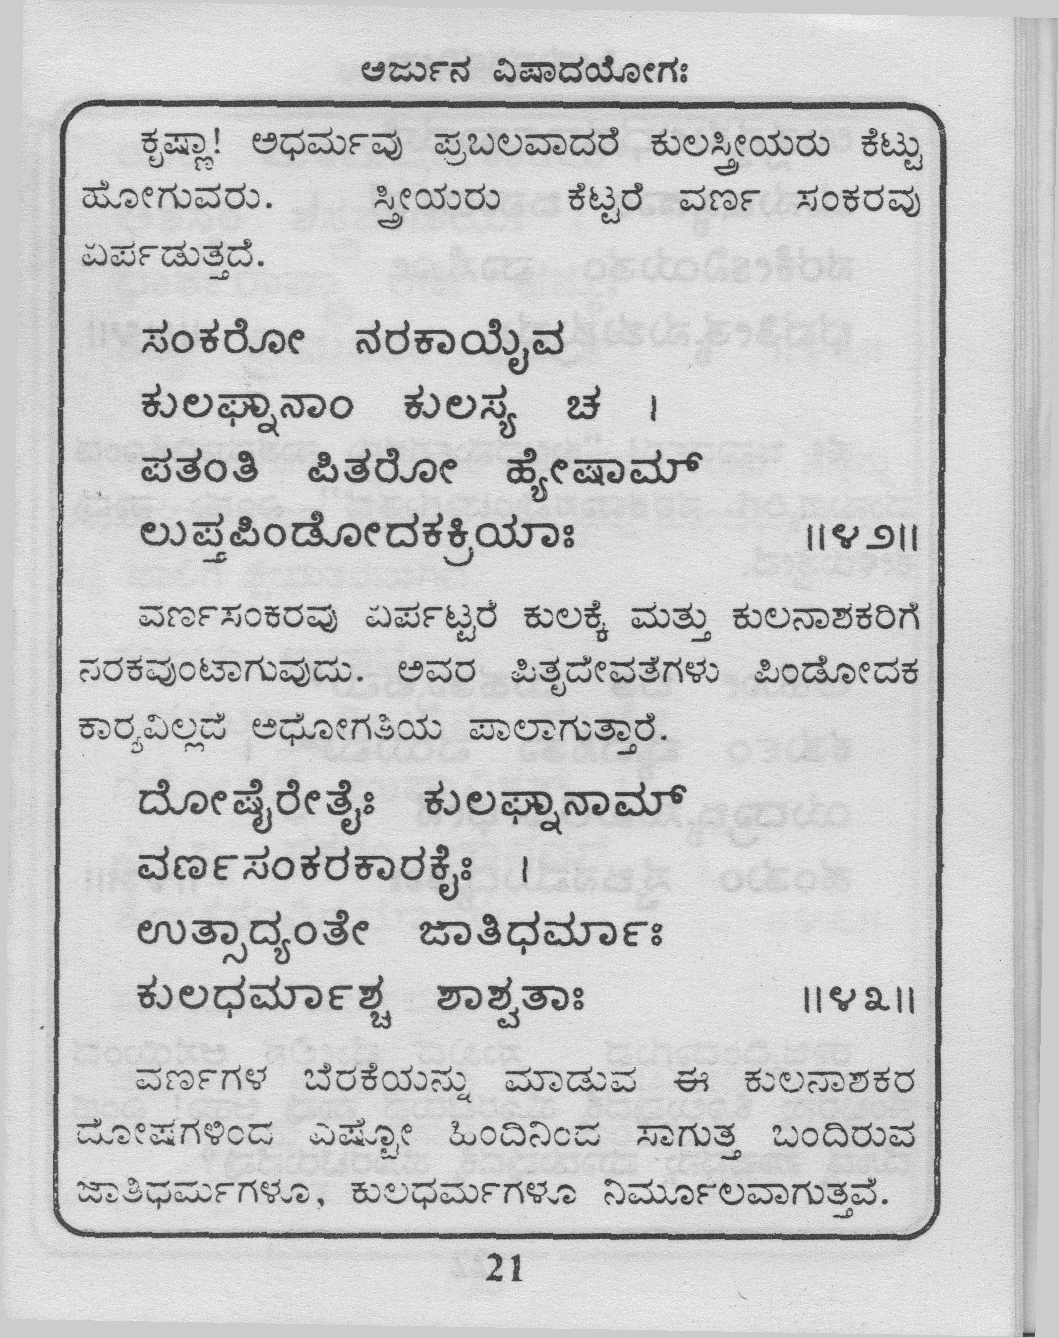 ಅರ್ಜುನ ವಿಷಾದಯೋಗಃ
ಕೃಷ್ಣಾ! ಅಧರ್ಮವು ಪ್ರಬಲವಾದರೆ ಕುಲಸ್ತ್ರೀಯರು ಕೆಟ್ಟು
ಹೋಗುವರು. ಸ್ತ್ರೀಯರು ಕೆಟ್ಟರೆ ವರ್ಣ ಸಂಕರವು
ಏರ್ಪಡುತ್ತದೆ.
ಸಂಕರೋ ನರಕಾಯೈವ
ಕುಲಘ್ನಾನಾಂ ಕುಲಸ್ಯ ಚ ।
ಪತಂತಿ ಪಿತರೋ ಹ್ಯೇಷಾಮ್
ಲುಪ್ತಪಿಂಡೋದಕಕ್ರಿಯಾಃ ॥೪೨॥
ವರ್ಣಸಂಕರವು ಏರ್ಪಟ್ಟರೆ ಕುಲಕ್ಕೆ ಮತ್ತು ಕುಲನಾಶಕರಿಗೆ
ನರಕವುಂಟಾಗುವುದು. ಅವರ ಪಿತೃದೇವತೆಗಳು ಪಿಂಡೋದಕ
ಕಾರ್‍ಯವಿಲ್ಲದೆ ಅಧೋಗತಿಯ ಪಾಲಾಗುತ್ತಾರೆ.
ದೋಷೈರೇತೈಃ ಕುಲಘ್ನಾನಾಮ್
ವರ್ಣಸಂಕರಕಾರಕೈಃ ।
ಉತ್ಸಾದ್ಯಂತೇ ಜಾತಿಧರ್ಮಾಃ
ಕುಲಧರ್ಮಾಶ್ಚ ಶಾಶ್ವತಾಃ ॥೪೩॥
ವರ್ಣಗಳ ಬೆರಕೆಯನ್ನು ಮಾಡುವ ಈ ಕುಲನಾಶಕರ
ದೋಷಗಳಿಂದ ಎಷ್ಟೋ ಹಿಂದಿನಿಂದ ಸಾಗುತ್ತ ಬಂದಿರುವ
ಜಾತಿಧರ್ಮಗಳೂ, ಕುಲಧರ್ಮಗಳೂ ನಿರ್ಮೂಲವಾಗುತ್ತವೆ.
21